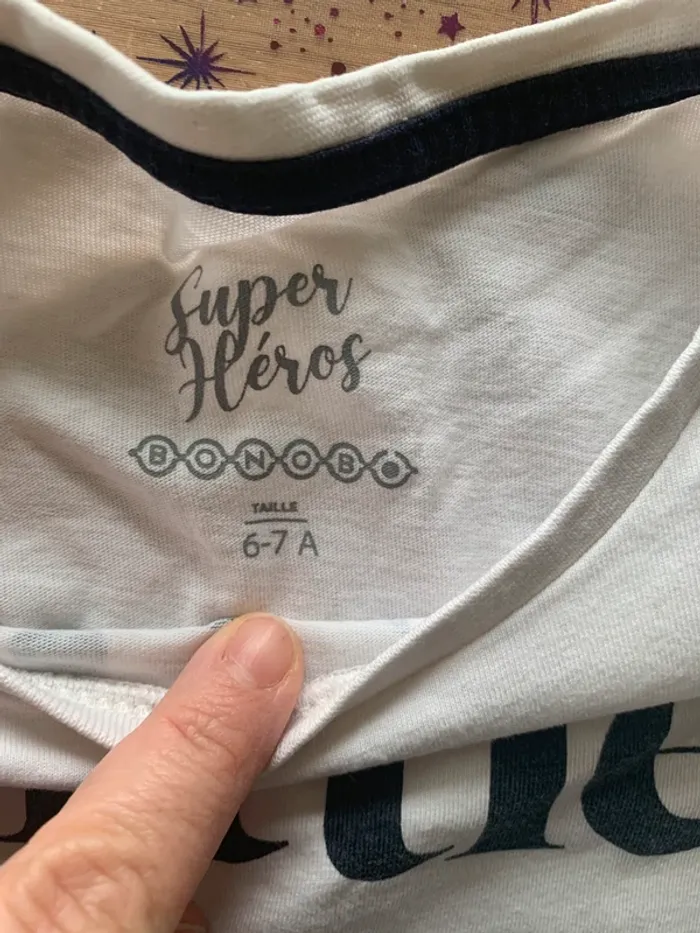 Super
Héros
BONOBO
TAILLE
6-7 A